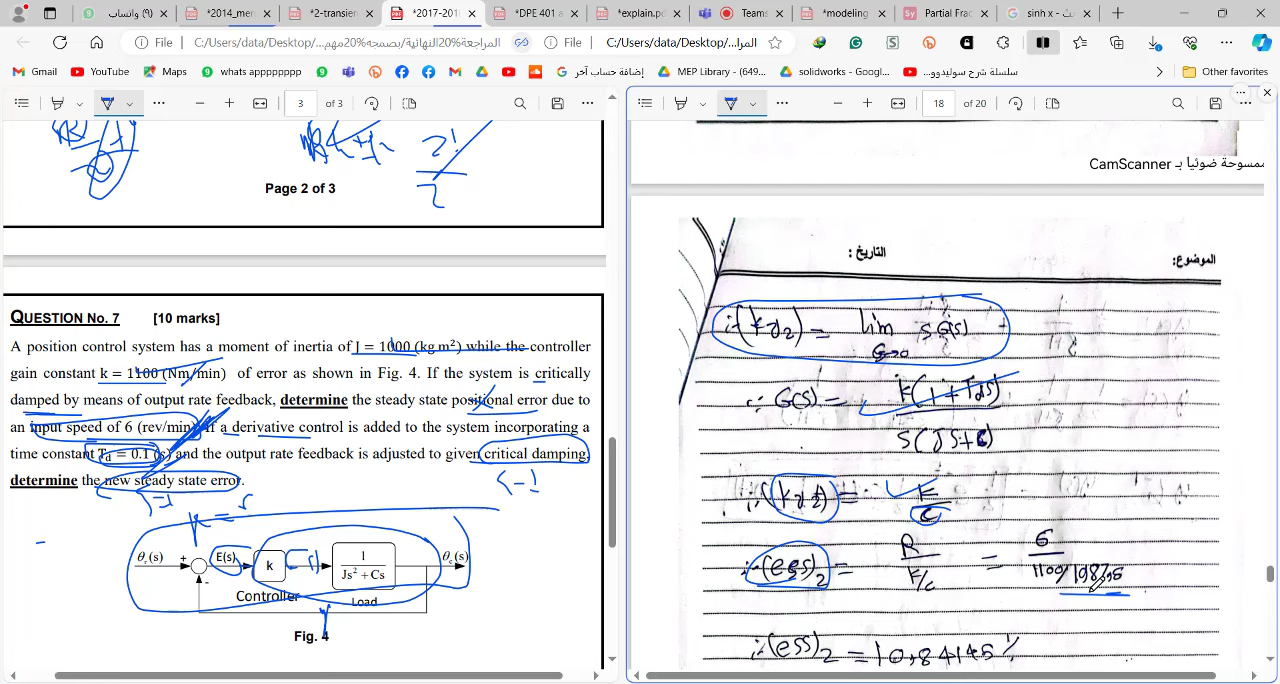 (٩) واتساب
*2014_mer
*2-transien
*2017-201
*DPE 401 a
*explain.pd
Teams
*modeling
Partial Frac
sinh x - بحث
File
C:/Users/data/Desktop/...المراجعة%20النهائية/بصمجه%20مهم
File
C:/Users/data/Desktop/...المرا
Gmail
YouTube
Maps
whats apppppppp
إضافة حساب آخر
MEP Library - (649...
solidworks - Googl...
سلسلة شرح سوليدوو...
Other favorites
3 of 3
18 of 20
2!
2
Page 2 of 3
QUESTION No. 7 [10 marks]
A position control system has a moment of inertia of J = 1000 (kg m²) while the controller
gain constant k = 1100 (Nm/min) of error as shown in Fig. 4. If the system is critically
damped by means of output rate feedback, determine the steady state positional error due to
an input speed of 6 (rev/min). If a derivative control is added to the system incorporating a
time constant Td = 0.1 (s) and the output rate feedback is adjusted to given critical damping,
determine the new steady state error.
θr(s)
+
-
E(s)
k
Controller
1
Js² + Cs
Load
θc(s)
Fig. 4
الممسوحة ضوئيا بـ CamScanner
الموضوع:
التاريخ :
lim s G(s)
∴ G(s) = k(1+Tds)
s(Js+C)
= k
C
∴ (ess)2 = R = 6
k/c
∴ (ess)2 = 10,84145 %